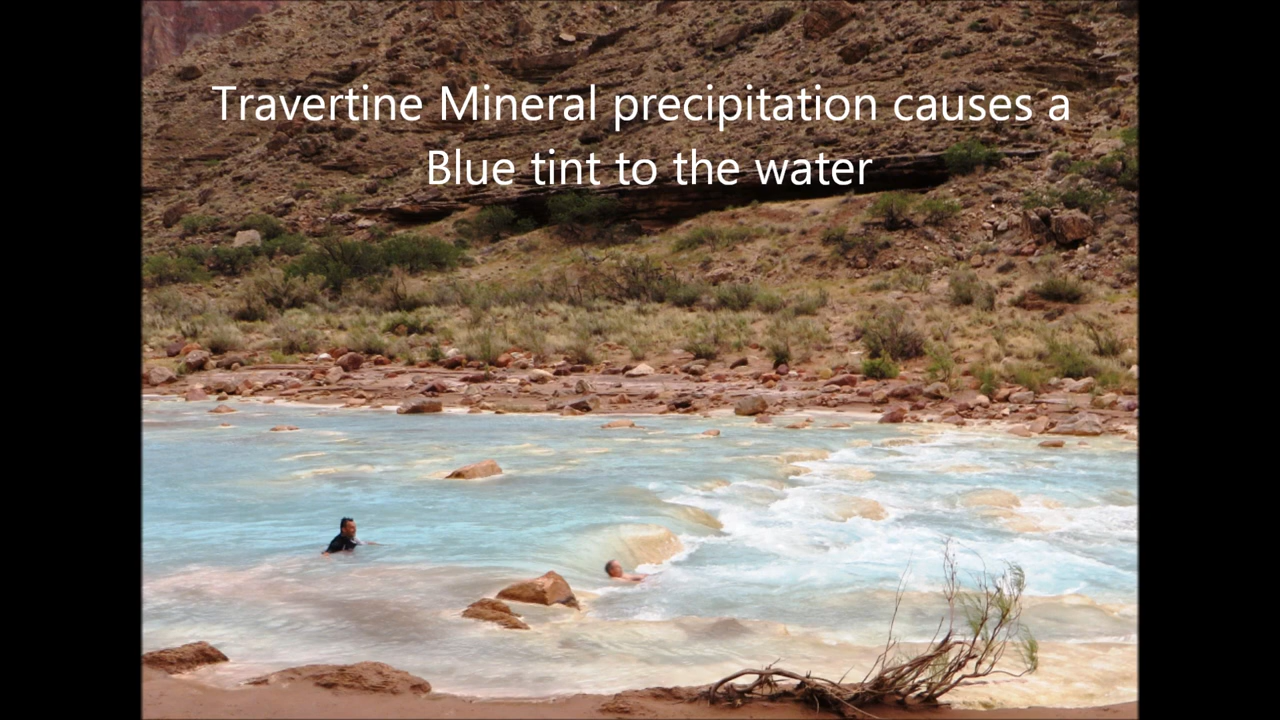 Travertine Mineral precipitation causes a
Blue tint to the water